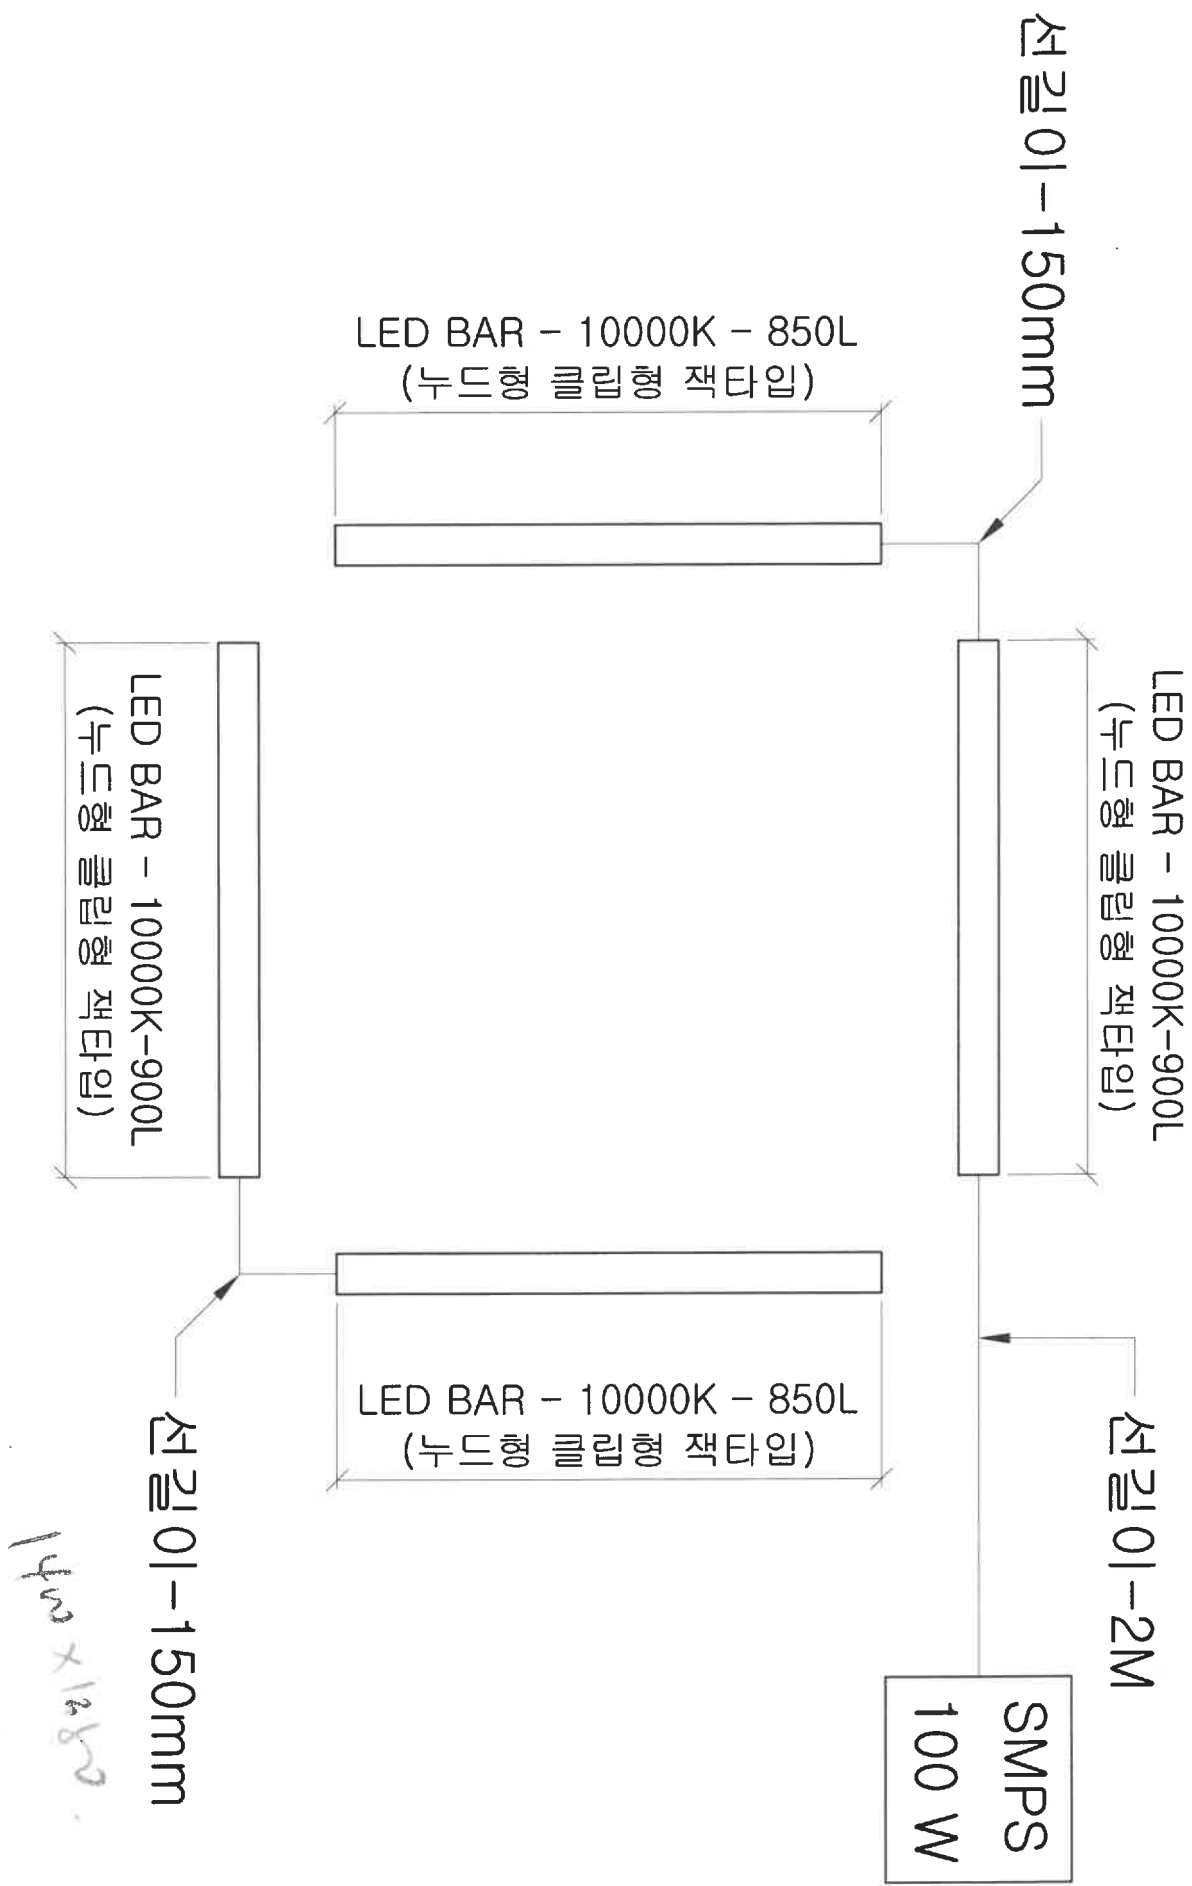 선길이-150mm
LED BAR - 10000K - 850L
(누드형 클립형 잭타입)
LED BAR - 10000K-900L
(누드형 클립형 잭타입)
LED BAR - 10000K-900L
(누드형 클립형 잭타입)
LED BAR - 10000K - 850L
(누드형 클립형 잭타입)
선길이-2M
SMPS
100 W
선길이-150mm